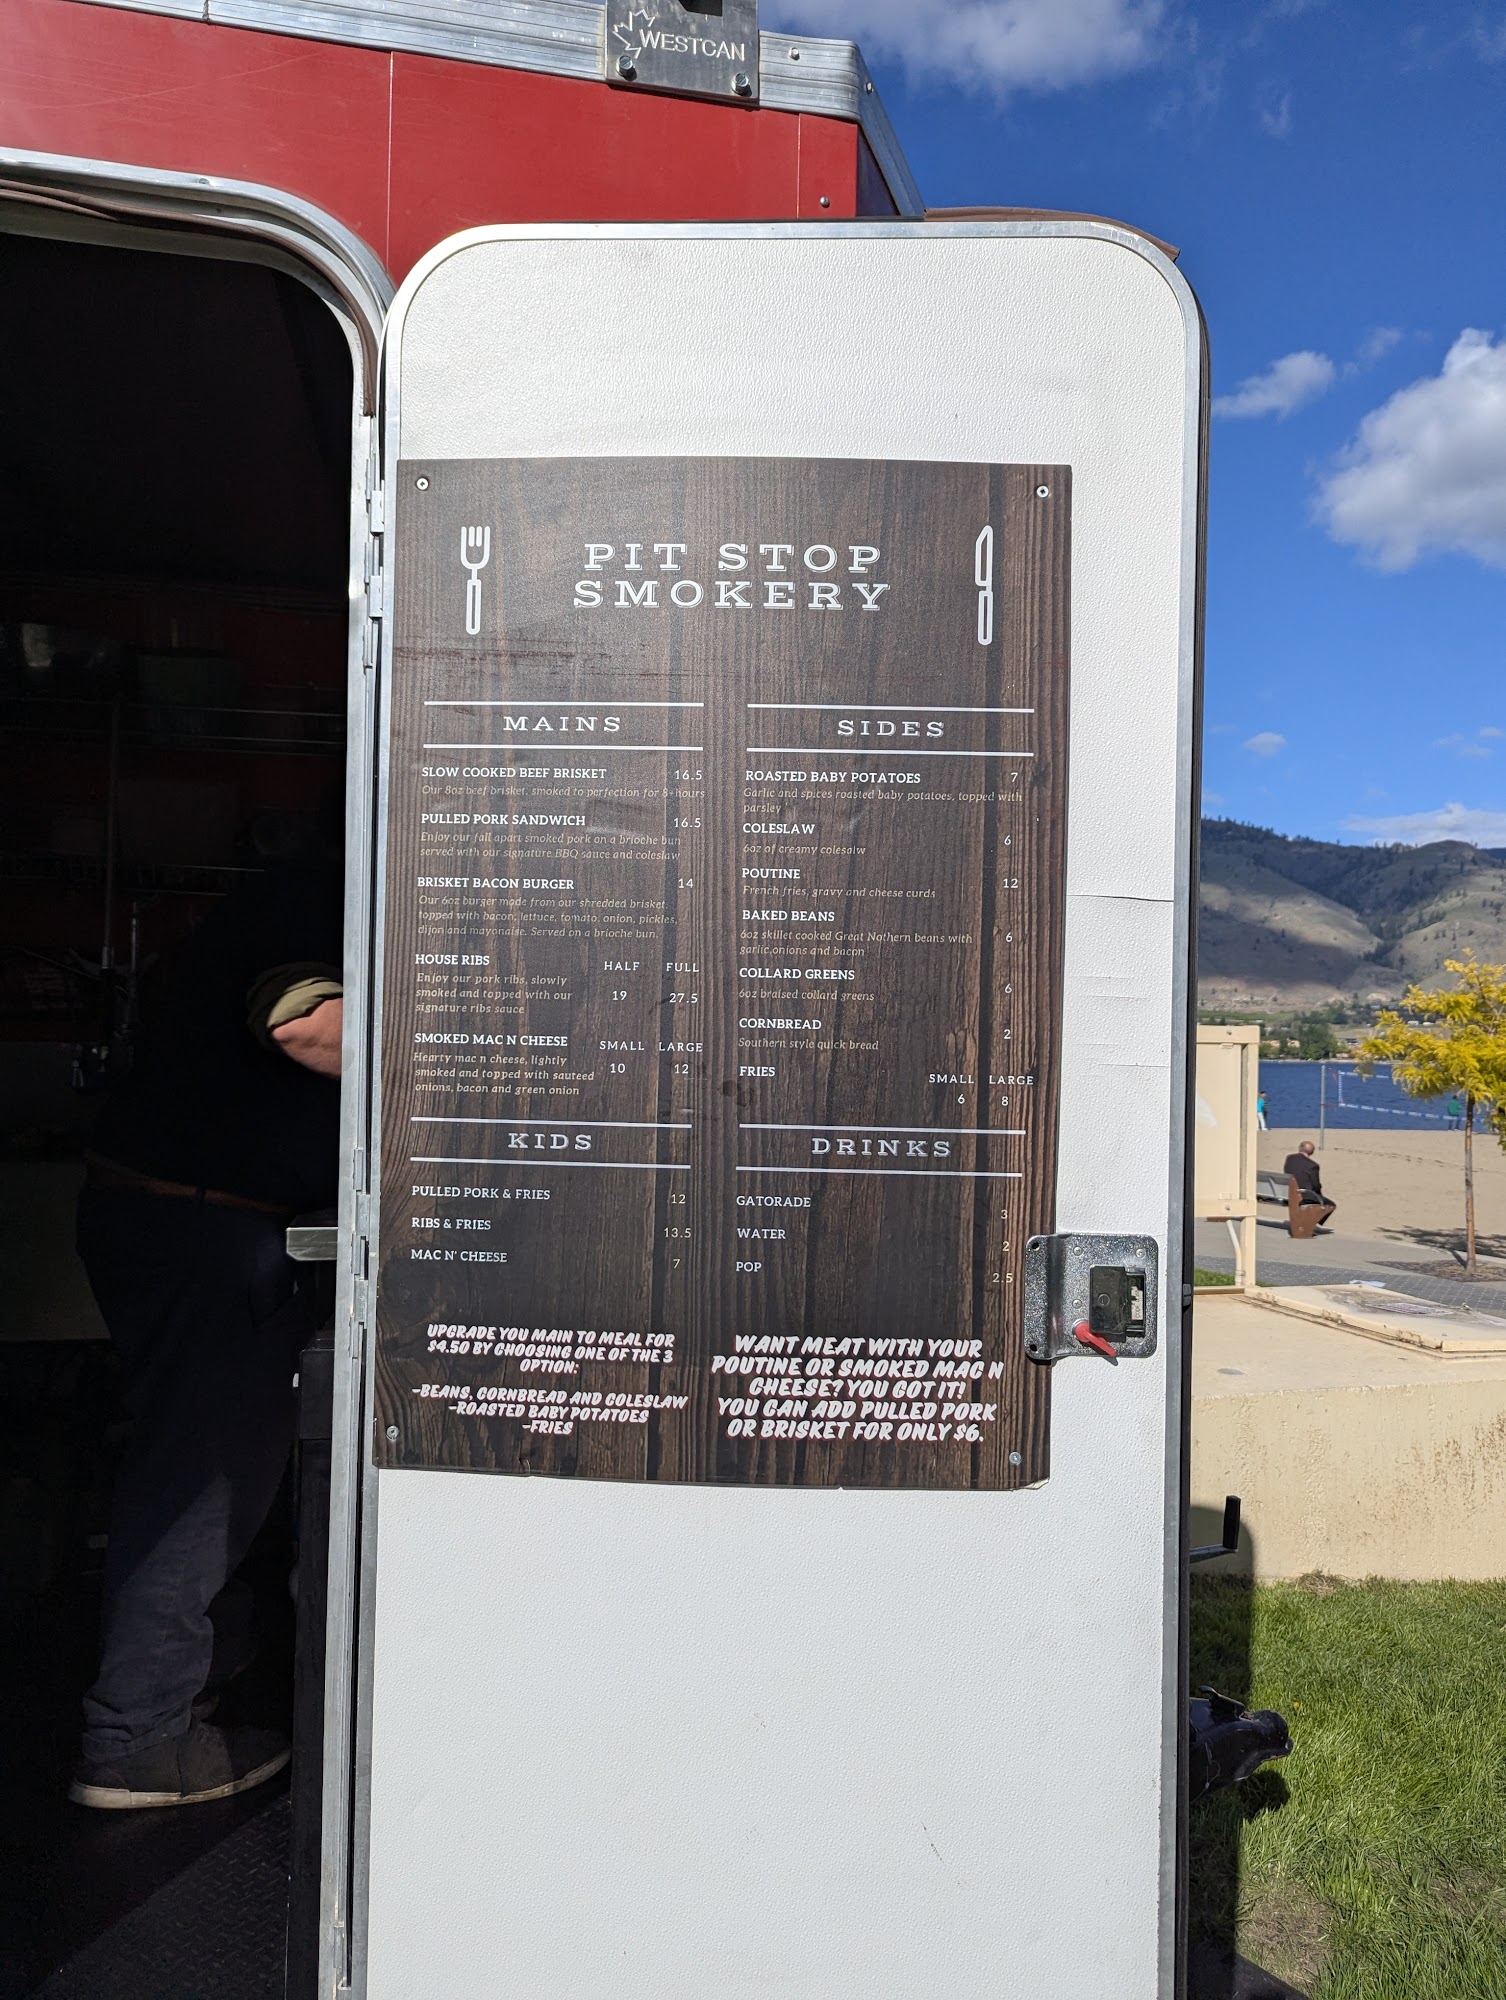 WESTCAN
PIT STOP
SMOKERY
MAINS
SLOW COOKED BEEF BRISKET 16.5
Our 8oz beef brisket, smoked to perfection for 8+hours
PULLED PORK SANDWICH 16.5
Enjoy our fall apart smoked pork on a brioche bun
served with our signature BBQ sauce and coleslaw
BRISKET BACON BURGER 14
Our 6oz burger made from our shredded brisket,
topped with bacon, lettuce, tomato, onion, pickles,
dijon and mayonaise. Served on a brioche bun.
HOUSE RIBS HALF FULL
Enjoy our pork ribs, slowly
smoked and topped with our 19 27.5
signature ribs sauce
SMOKED MAC N CHEESE SMALL LARGE
Hearty mac n cheese, lightly
smoked and topped with sauteed 10 12
onions, bacon and green onion
KIDS
PULLED PORK & FRIES 12
RIBS & FRIES 13.5
MAC N' CHEESE 7
UPGRADE YOU MAIN TO MEAL FOR
$4.50 BY CHOOSING ONE OF THE 3
OPTION:
-BEANS, CORNBREAD AND COLESLAW
-ROASTED BABY POTATOES
-FRIES
SIDES
ROASTED BABY POTATOES 7
Garlic and spices roasted baby potatoes, topped with
parsley
COLESLAW 6
6oz of creamy colesalw
POUTINE 12
French fries, gravy and cheese curds
BAKED BEANS
6oz skillet cooked Great Nothern beans with 6
garlic,onions and bacon
COLLARD GREENS 6
6oz braised collard greens
CORNBREAD 2
Southern style quick bread
FRIES SMALL LARGE
6 8
DRINKS
GATORADE 3
WATER 2
POP 2.5
WANT MEAT WITH YOUR
POUTINE OR SMOKED MAC N
CHEESE? YOU GOT IT!
YOU CAN ADD PULLED PORK
OR BRISKET FOR ONLY $6.